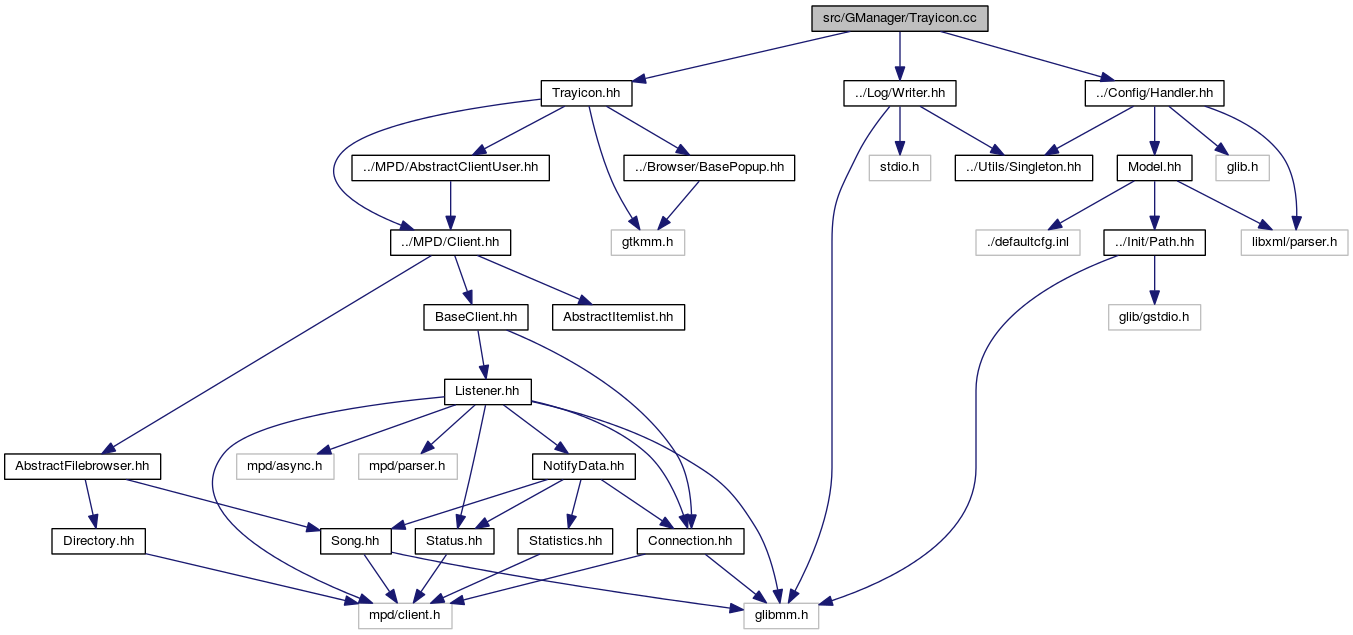 src/GManager/Trayicon.cc
Trayicon.hh
../Log/Writer.hh
../Config/Handler.hh
../MPD/AbstractClientUser.hh
../Browser/BasePopup.hh
stdio.h
../Utils/Singleton.hh
Model.hh
glib.h
../MPD/Client.hh
gtkmm.h
./defaultcfg.inl
../Init/Path.hh
libxml/parser.h
BaseClient.hh
AbstractItemlist.hh
glib/gstdio.h
Listener.hh
AbstractFilebrowser.hh
mpd/async.h
mpd/parser.h
NotifyData.hh
Directory.hh
Song.hh
Status.hh
Statistics.hh
Connection.hh
mpd/client.h
glibmm.h